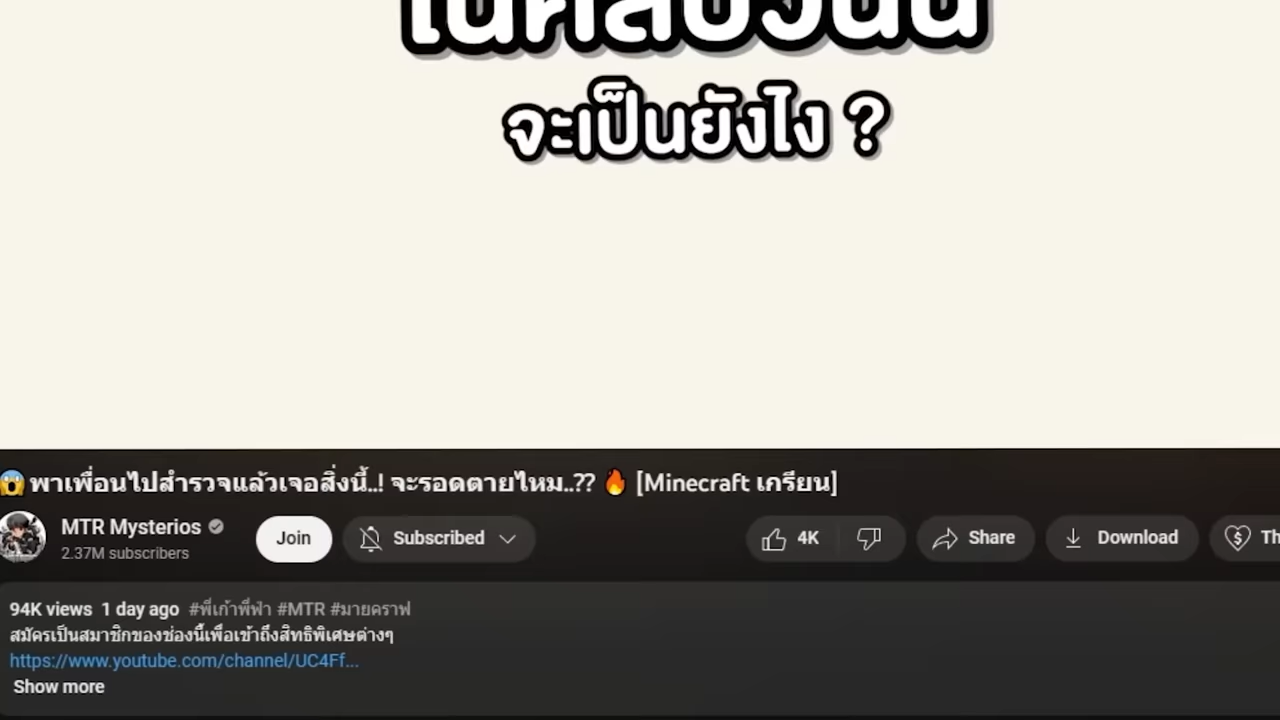 จะเป็นยังไง ?
😱พาเพื่อนไปสำรวจแล้วเจอสิ่งนี้..! จะรอดตายไหม..?? 🔥 [Minecraft เกรียน]
MTR Mysterios
2.37M subscribers
Join
Subscribed
4K
Share
Download
94K views 1 day ago #พี่เก้าพี่ฟ่า #MTR #มายคราฟ
สมัครเป็นสมาชิกของช่องนี้เพื่อเข้าถึงสิทธิพิเศษต่างๆ
https://www.youtube.com/channel/UC4Ff...
Show more